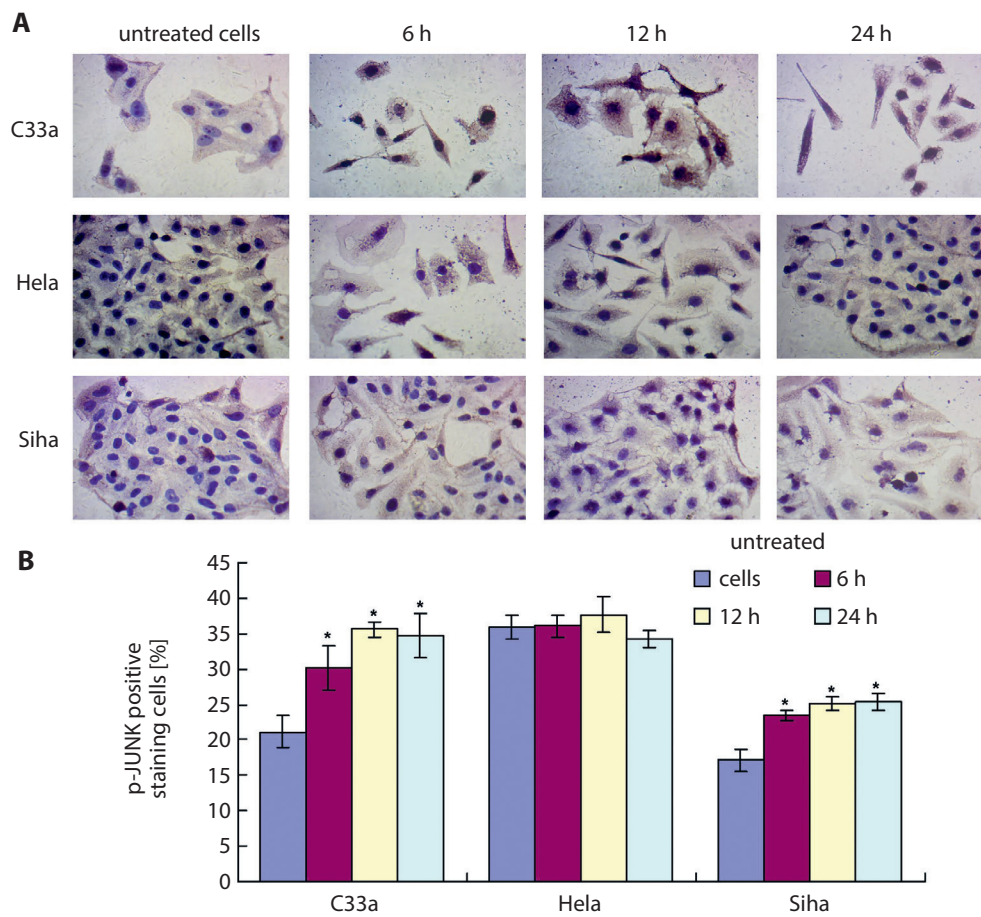 A
untreated cells 6 h 12 h 24 h
C33a
Hela
Siha
B
untreated
cells 6 h
12 h 24 h
p-JUNK positive
staining cells [%]
45
40
35
30
25
20
15
10
5
0
* * *
* * *
C33a Hela Siha